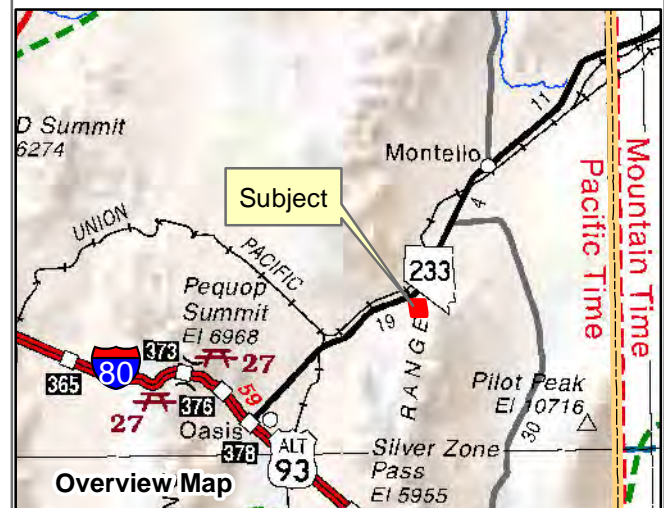 D Summit
6274
11
Montello
Mountain Time
Pacific Time
Subject
4
UNION
PACIFIC
233
Pequop
Summit
El 6968
19
RANGE
373
27
80
365
59
Pilot Peak
El 10716
27
376
Oasis
30
378
ALT
93
Silver Zone
Pass
El 5955
Overview Map